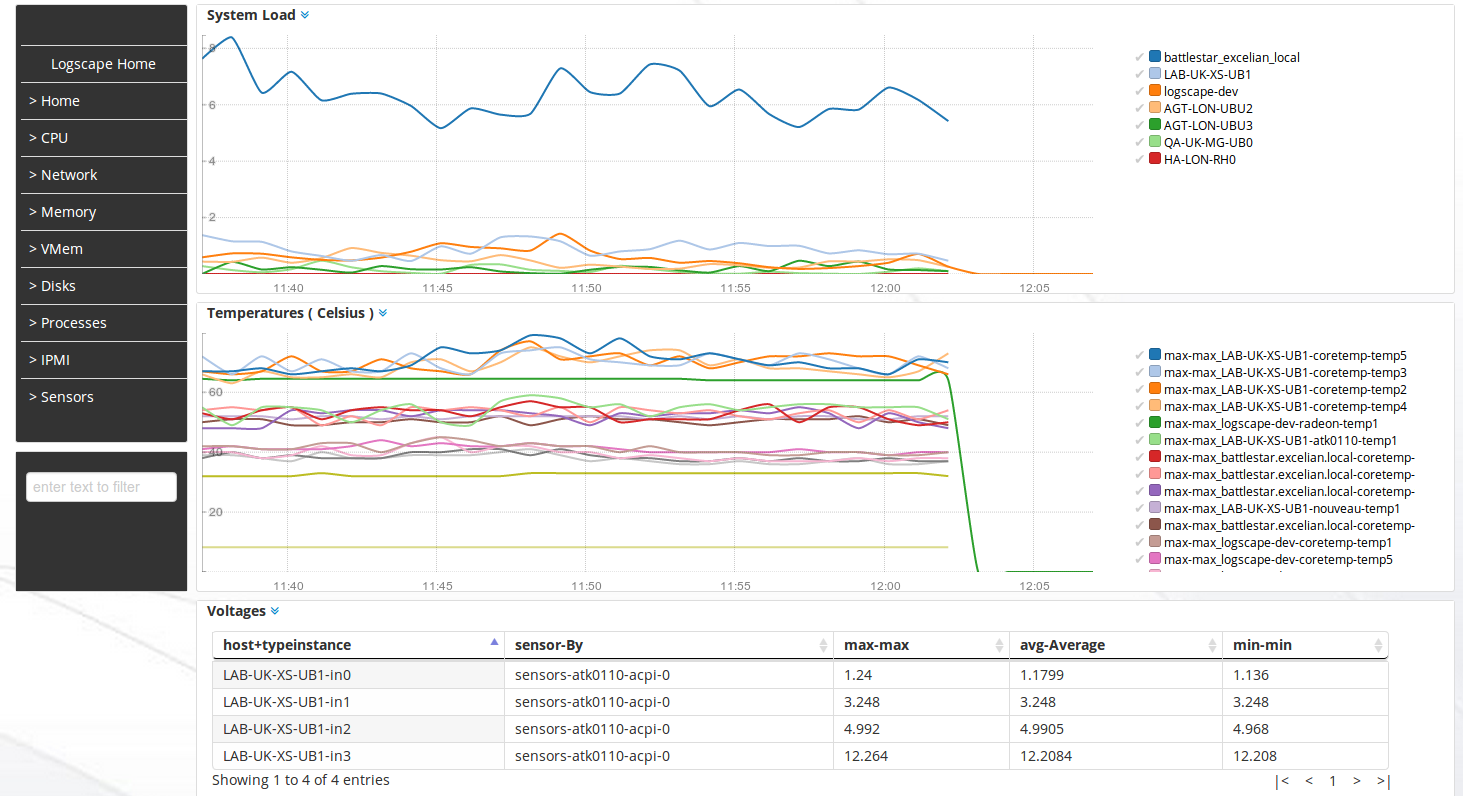 Logscape Home
> Home
> CPU
> Network
> Memory
> VMem
> Disks
> Processes
> IPMI
> Sensors
enter text to filter
System Load
8
6
4
2
11:40 11:45 11:50 11:55 12:00 12:05
battlestar_excelian_local
LAB-UK-XS-UB1
logscape-dev
AGT-LON-UBU2
AGT-LON-UBU3
QA-UK-MG-UB0
HA-LON-RH0
Temperatures ( Celsius )
60
40
20
11:40 11:45 11:50 11:55 12:00 12:05
max-max_LAB-UK-XS-UB1-coretemp-temp5
max-max_LAB-UK-XS-UB1-coretemp-temp3
max-max_LAB-UK-XS-UB1-coretemp-temp2
max-max_LAB-UK-XS-UB1-coretemp-temp4
max-max_logscape-dev-radeon-temp1
max-max_LAB-UK-XS-UB1-atk0110-temp1
max-max_battlestar.excelian.local-coretemp-
max-max_battlestar.excelian.local-coretemp-
max-max_battlestar.excelian.local-coretemp-
max-max_LAB-UK-XS-UB1-nouveau-temp1
max-max_battlestar.excelian.local-coretemp-
max-max_logscape-dev-coretemp-temp1
max-max_logscape-dev-coretemp-temp5
Voltages
host+typeinstance sensor-By max-max avg-Average min-min
LAB-UK-XS-UB1-in0 sensors-atk0110-acpi-0 1.24 1.1799 1.136
LAB-UK-XS-UB1-in1 sensors-atk0110-acpi-0 3.248 3.248 3.248
LAB-UK-XS-UB1-in2 sensors-atk0110-acpi-0 4.992 4.9905 4.968
LAB-UK-XS-UB1-in3 sensors-atk0110-acpi-0 12.264 12.2084 12.208
Showing 1 to 4 of 4 entries
|< < 1 > >|